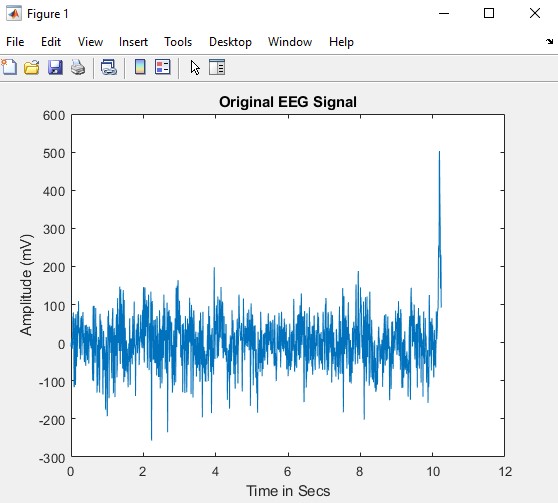 Figure 1
File Edit View Insert Tools Desktop Window Help
Original EEG Signal
600
500
400
300
200
100
0
-100
-200
-300
Amplitude (mV)
0 2 4 6 8 10 12
Time in Secs